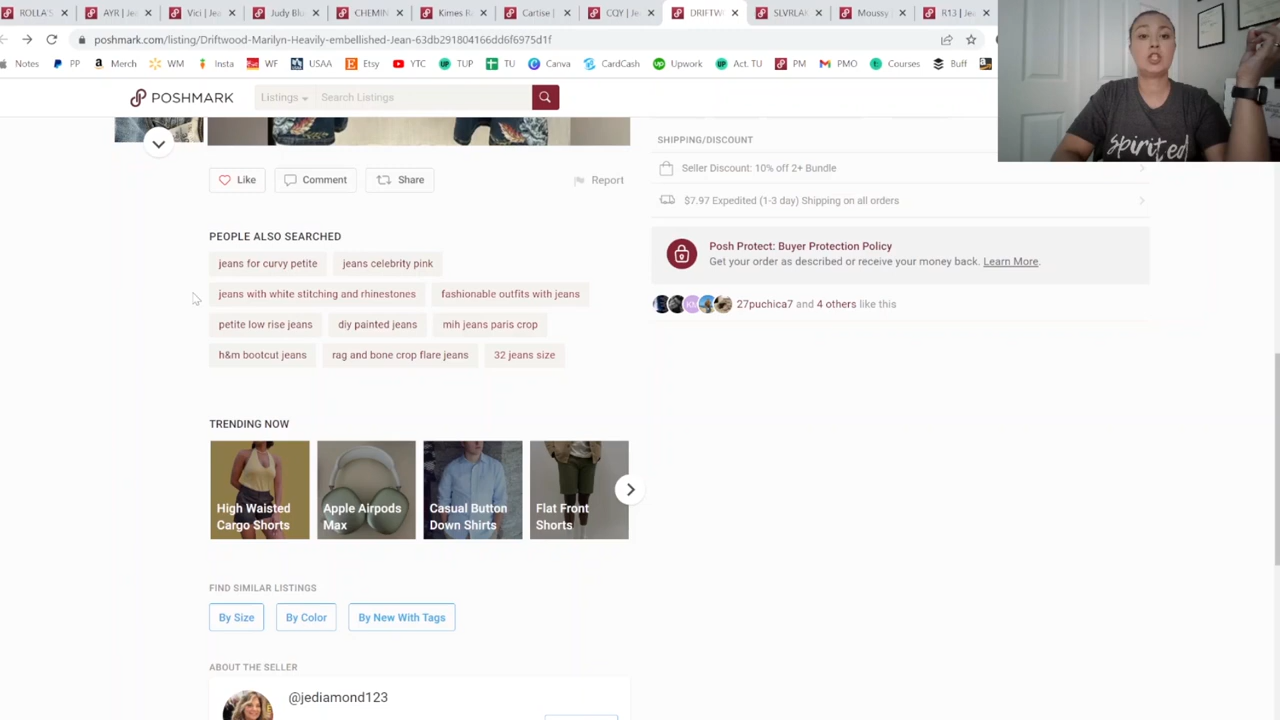 ROLLA'S
AYR | Je
Vici | Je
Judy Blu
CHEMIN
Kimes R
Cartise |
CQY | Je
DRIFTW
SLVRLA
Moussy
R13 | Je
poshmark.com/listing/Driftwood-Marilyn-Heavily-embellished-Jean-63db291804166dd6f6975d1f
Notes PP Merch WM Insta WF USAA Etsy YTC TUP TU Canva CardCash Upwork Act. TU PM PMO Courses Buff
POSHMARK
Listings
Search Listings
spirited
SHIPPING/DISCOUNT
Seller Discount: 10% off 2+ Bundle
$7.97 Expedited (1-3 day) Shipping on all orders
Posh Protect: Buyer Protection Policy
Get your order as described or receive your money back. Learn More.
KM
27puchica7 and 4 others like this
Like
Comment
Share
Report
PEOPLE ALSO SEARCHED
jeans for curvy petite
jeans celebrity pink
jeans with white stitching and rhinestones
fashionable outfits with jeans
petite low rise jeans
diy painted jeans
mih jeans paris crop
h&m bootcut jeans
rag and bone crop flare jeans
32 jeans size
TRENDING NOW
High Waisted
Cargo Shorts
Apple Airpods
Max
Casual Button
Down Shirts
Flat Front
Shorts
FIND SIMILAR LISTINGS
By Size
By Color
By New With Tags
ABOUT THE SELLER
@jediamond123